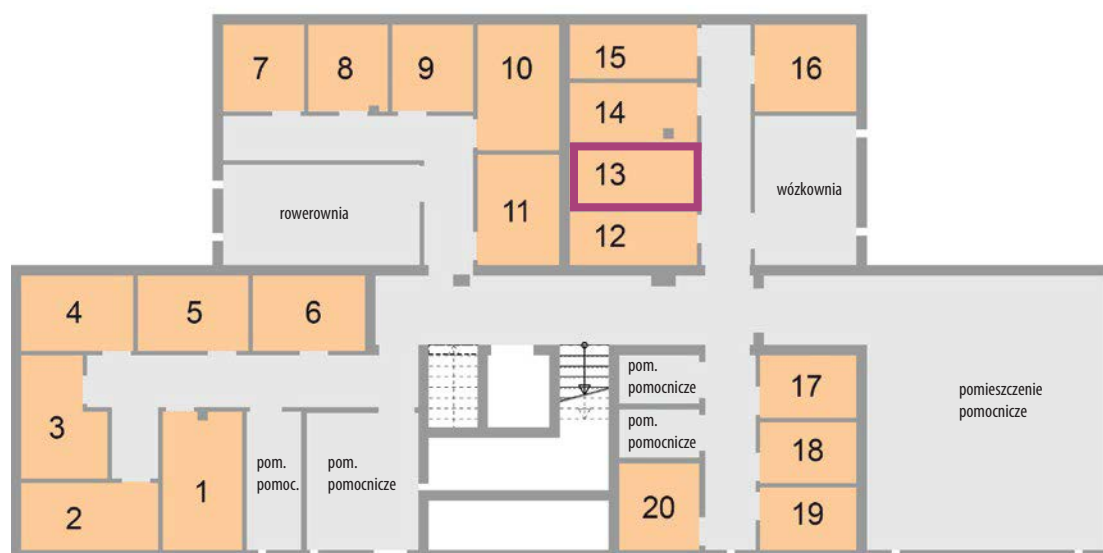 7
8
9
10
15
16
14
13
wózkownia
rowerownia
11
12
4
5
6
pom.
pomocnicze
17
pomieszczenie
pomocnicze
3
pom.
pomocnicze
18
pom.
pomoc.
pom.
pomocnicze
1
2
20
19